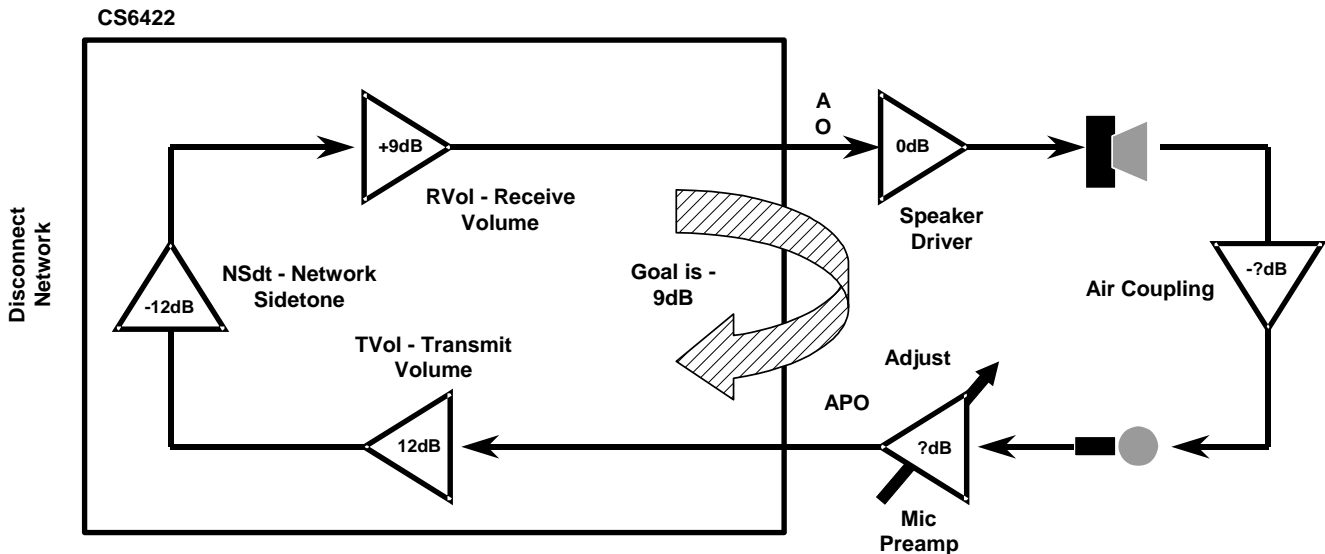 CS6422
A
O
+9dB
0dB
RVol - Receive
Volume
Speaker
Driver
Disconnect
Network
NSdt - Network
Sidetone
-12dB
Goal is -
9dB
Air Coupling
-?dB
TVol - Transmit
Volume
Adjust
APO
12dB
?dB
Mic
Preamp